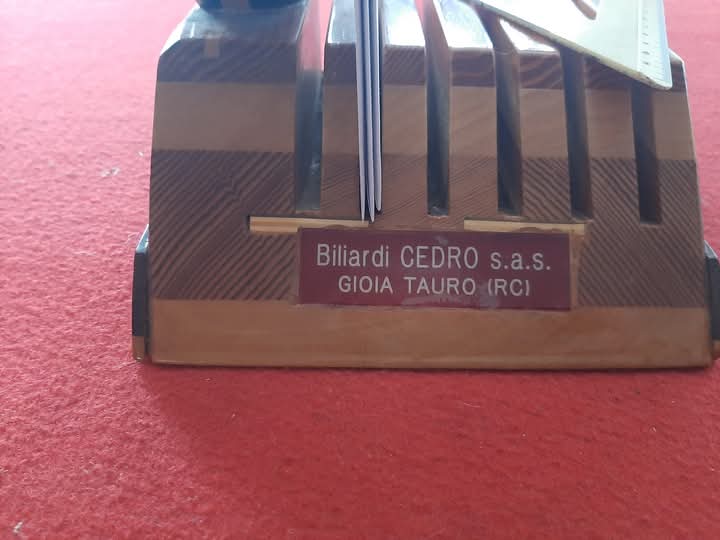 Biliardi CEDRO s.a.s.
GIOIA TAURO (RC)